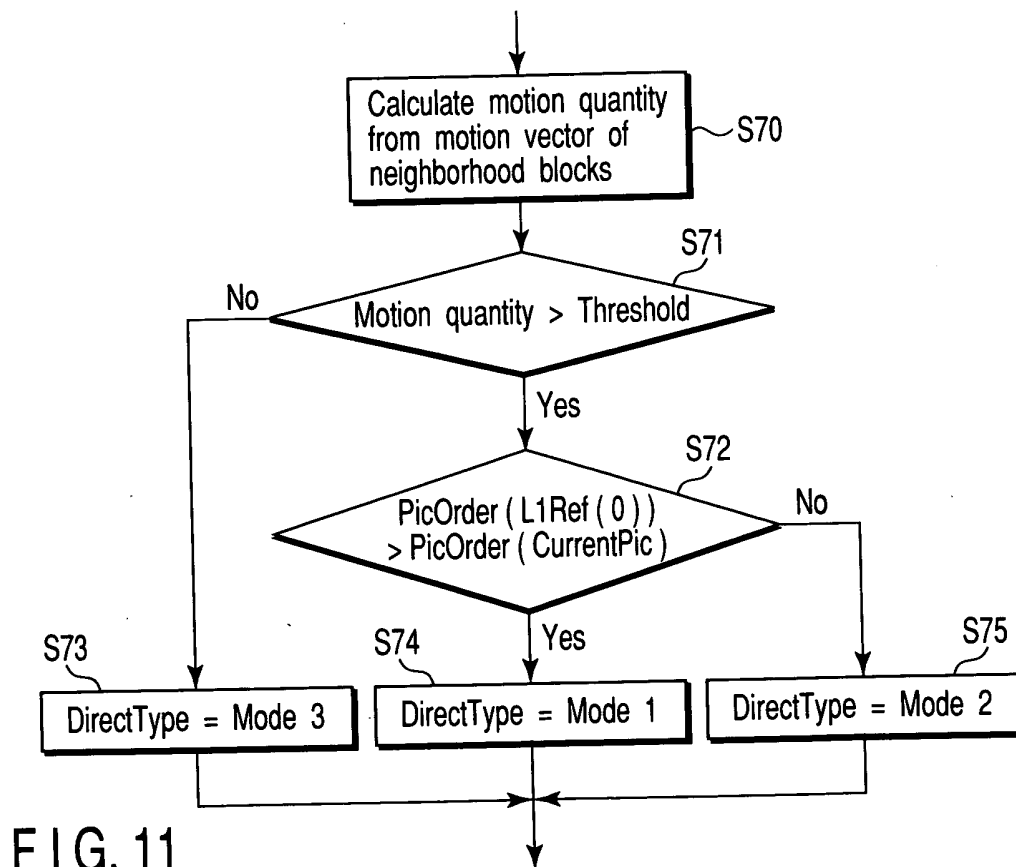 Calculate motion quantity
from motion vector of
neighborhood blocks
S70
S71
No
Motion quantity > Threshold
Yes
S72
PicOrder ( L1Ref ( 0 ) )
> PicOrder ( CurrentPic )
No
Yes
S73
S74
S75
DirectType = Mode 3
DirectType = Mode 1
DirectType = Mode 2
FIG. 11